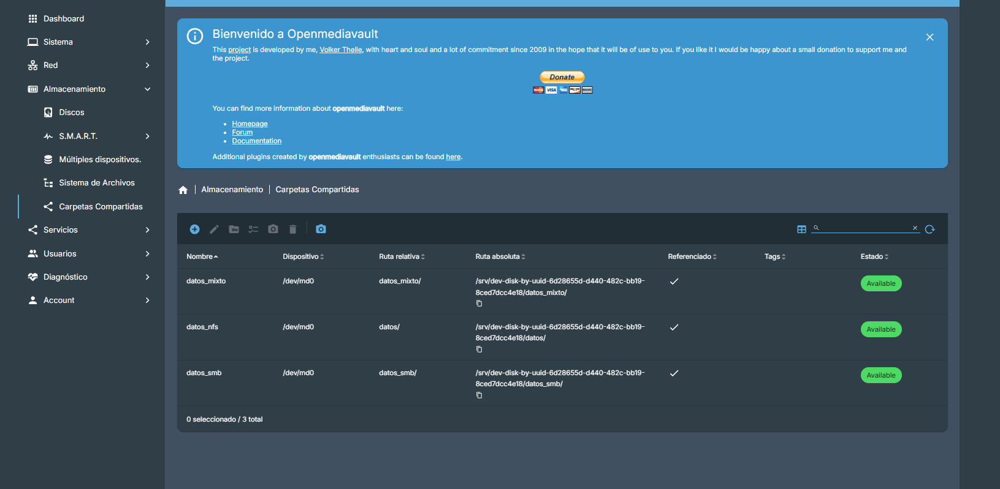 Dashboard
Sistema
Red
Almacenamiento
Discos
S.M.A.R.T.
Múltiples dispositivos.
Sistema de Archivos
Carpetas Compartidas
Servicios
Usuarios
Diagnóstico
Account
Bienvenido a Openmediavault
This project is developed by me, Volker Theile, with heart and soul and a lot of commitment since 2009 in the hope that it will be of use to you. If you like it I would be happy about a small donation to support me and
the project.
Donate
VISA
You can find more information about openmediavault here:
Homepage
Forum
Documentation
Additional plugins created by openmediavault enthusiasts can be found here.
Almacenamiento | Carpetas Compartidas
Nombre Dispositivo Ruta relativa Ruta absoluta Referenciado Tags Estado
datos_mixto /dev/md0 datos_mixto/ /srv/dev-disk-by-uuid-6d28655d-d440-482c-bb19-
8ced7dcc4e18/datos_mixto/
Available
datos_nfs /dev/md0 datos/ /srv/dev-disk-by-uuid-6d28655d-d440-482c-bb19-
8ced7dcc4e18/datos/
Available
datos_smb /dev/md0 datos_smb/ /srv/dev-disk-by-uuid-6d28655d-d440-482c-bb19-
8ced7dcc4e18/datos_smb/
Available
0 seleccionado / 3 total